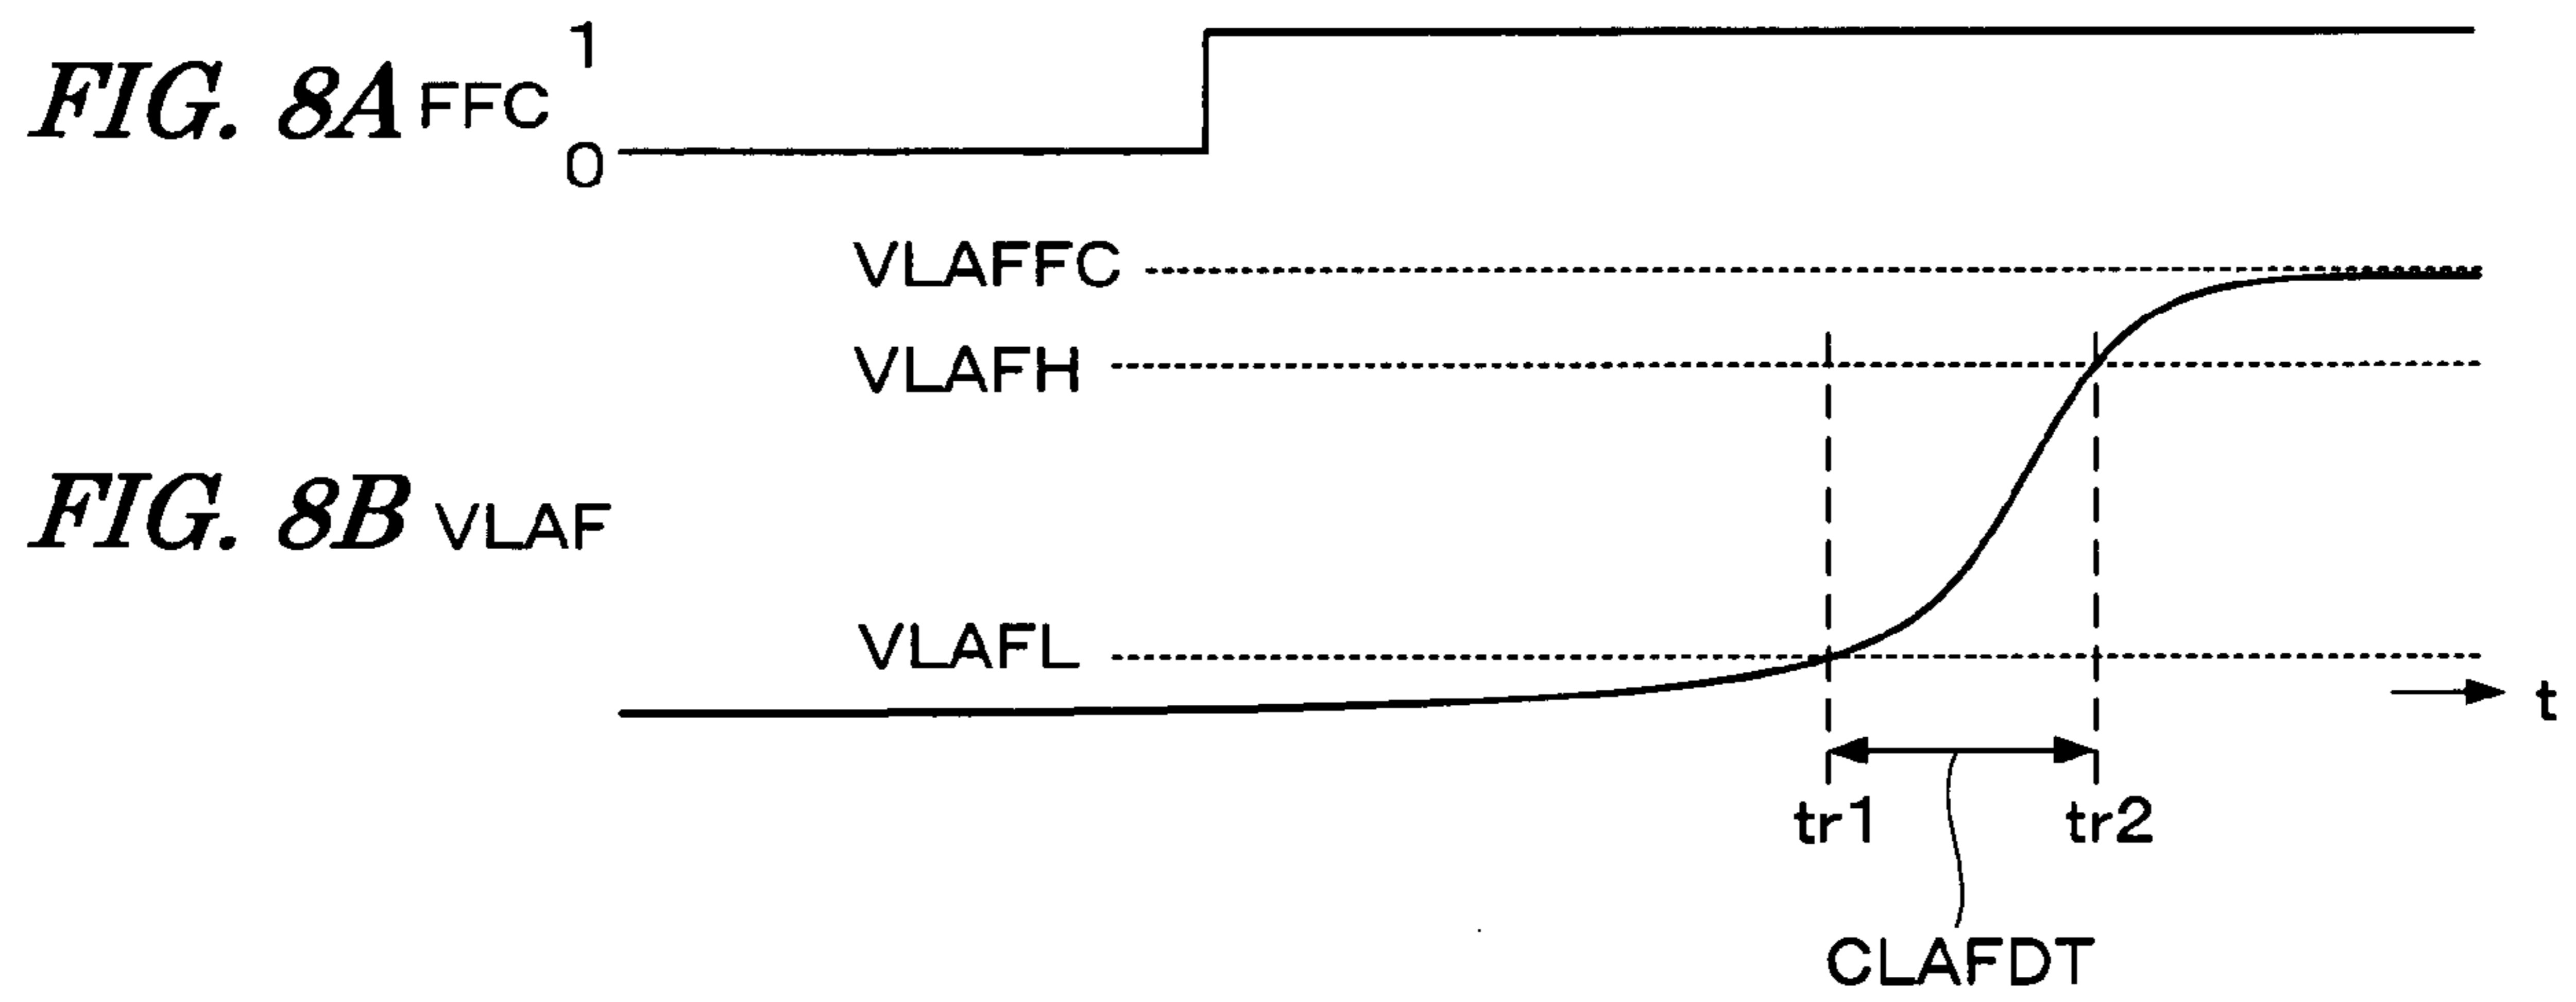 1
FIG. 8A FFC
0
VLAFFC
VLAFH
FIG. 8B VLAF
VLAFL
t
tr1 tr2
CLAFDT